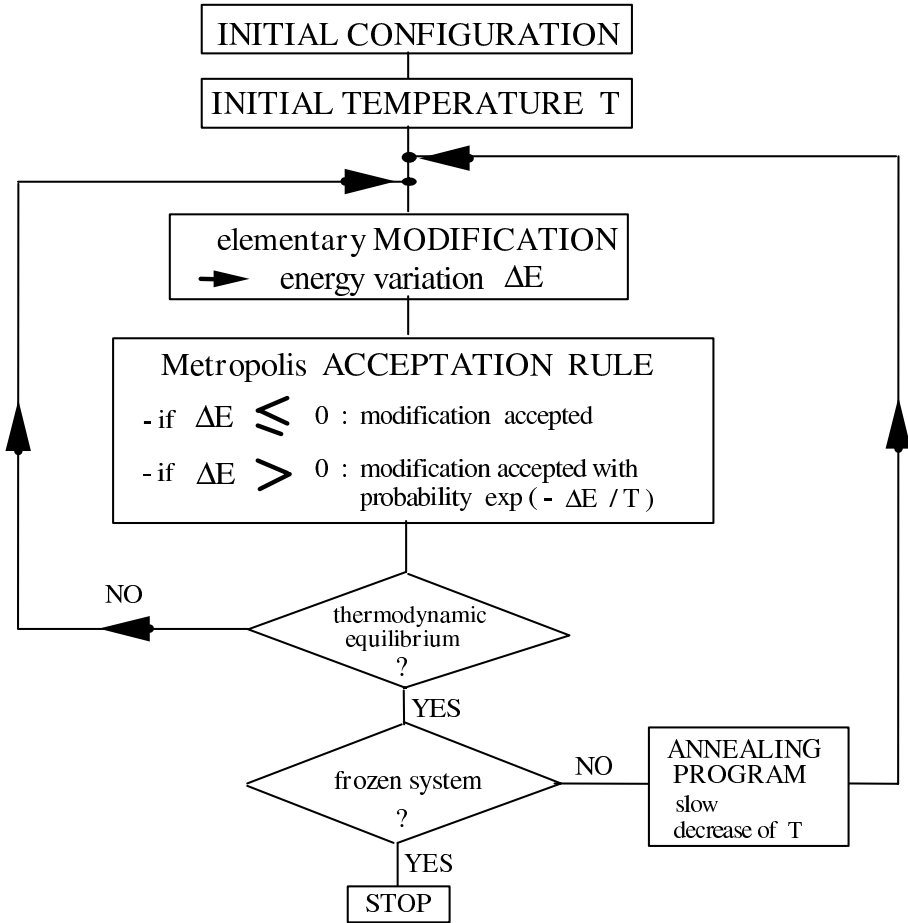 INITIAL CONFIGURATION
INITIAL TEMPERATURE T
elementary MODIFICATION
energy variation ΔE
Metropolis ACCEPTATION RULE
- if ΔE ≤ 0 : modification accepted
- if ΔE > 0 : modification accepted with
probability exp ( - ΔE / T )
NO
thermodynamic
equilibrium
?
YES
frozen system
?
NO
ANNEALING
PROGRAM
slow
decrease of T
YES
STOP